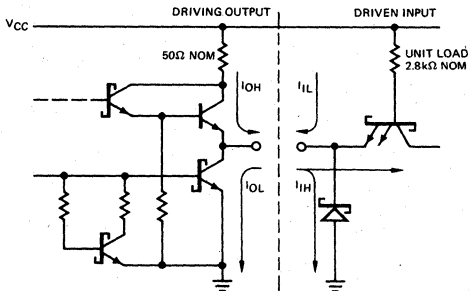 DRIVING OUTPUT
DRIVEN INPUT
VCC
50Ω NOM
UNIT LOAD
2.8kΩ NOM
IOH
IIL
IOL
IIH